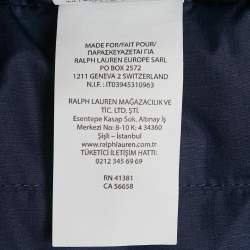 MADE FOR/FAIT POUR/
ΠΑΡΑΣΚΕΥΑΖΕΤΑΙ ΓΙΑ
RALPH LAUREN EUROPE SARL
PO BOX 2572
1211 GENEVA 2 SWITZERLAND
N.I.F.: IT03945310963
RALPH LAUREN MAĞAZACILIK VE
TİC. LTD. ŞTİ.
Esentepe Kasap Sok. Altınay İş
Merkezi No: 8-10 K: 4 34360
Şişli - İstanbul
www.ralphlauren.com.tr
TÜKETİCİ İLETİŞİM HATTI:
0212 345 69 69
RN 41381
CA 56658